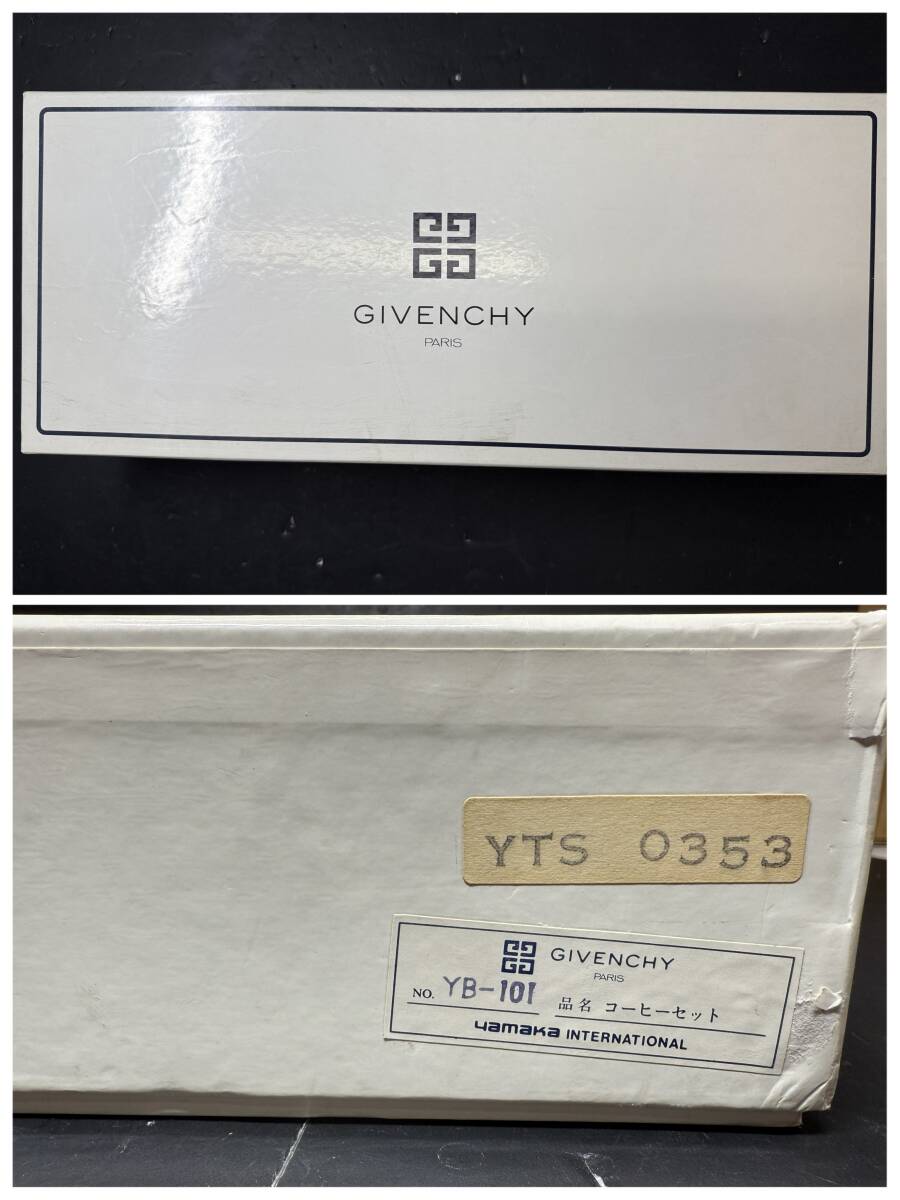 GIVENCHY
PARIS
YTS 0353
GIVENCHY
PARIS
NO. YB-101 品名 コーヒーセット
yamaka INTERNATIONAL